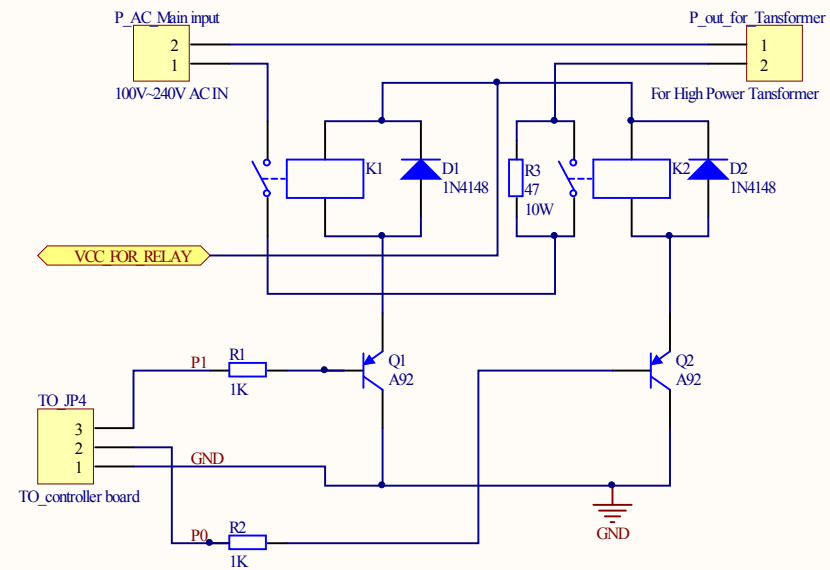 P_AC_Main input
P_out_for_Tansformer
2
1
1
2
100V~240V AC IN
For High Power Tansformer
K1
D1
1N4148
R3
47
10W
K2
D2
1N4148
VCC_FOR_RELAY
P1
R1
1K
Q1
A92
Q2
A92
TO_JP4
3
2
1
GND
TO_controller board
P0
R2
1K
GND